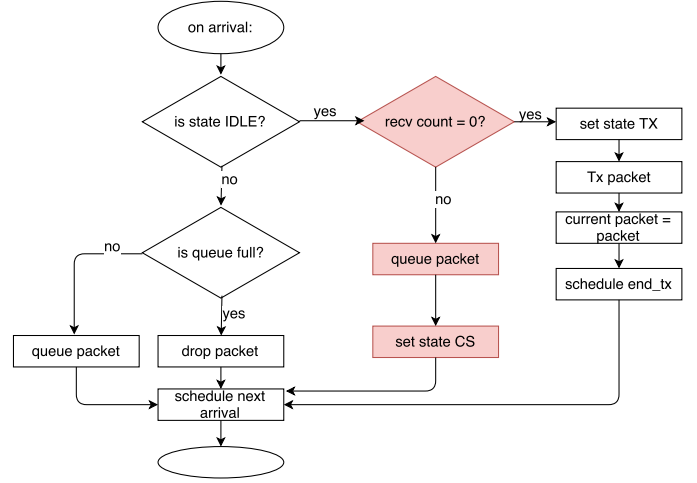 on arrival:
is state IDLE?
yes
recv count = 0?
yes
set state TX
Tx packet
no
no
current packet =
packet
no
is queue full?
queue packet
schedule end_tx
yes
queue packet
drop packet
set state CS
schedule next
arrival